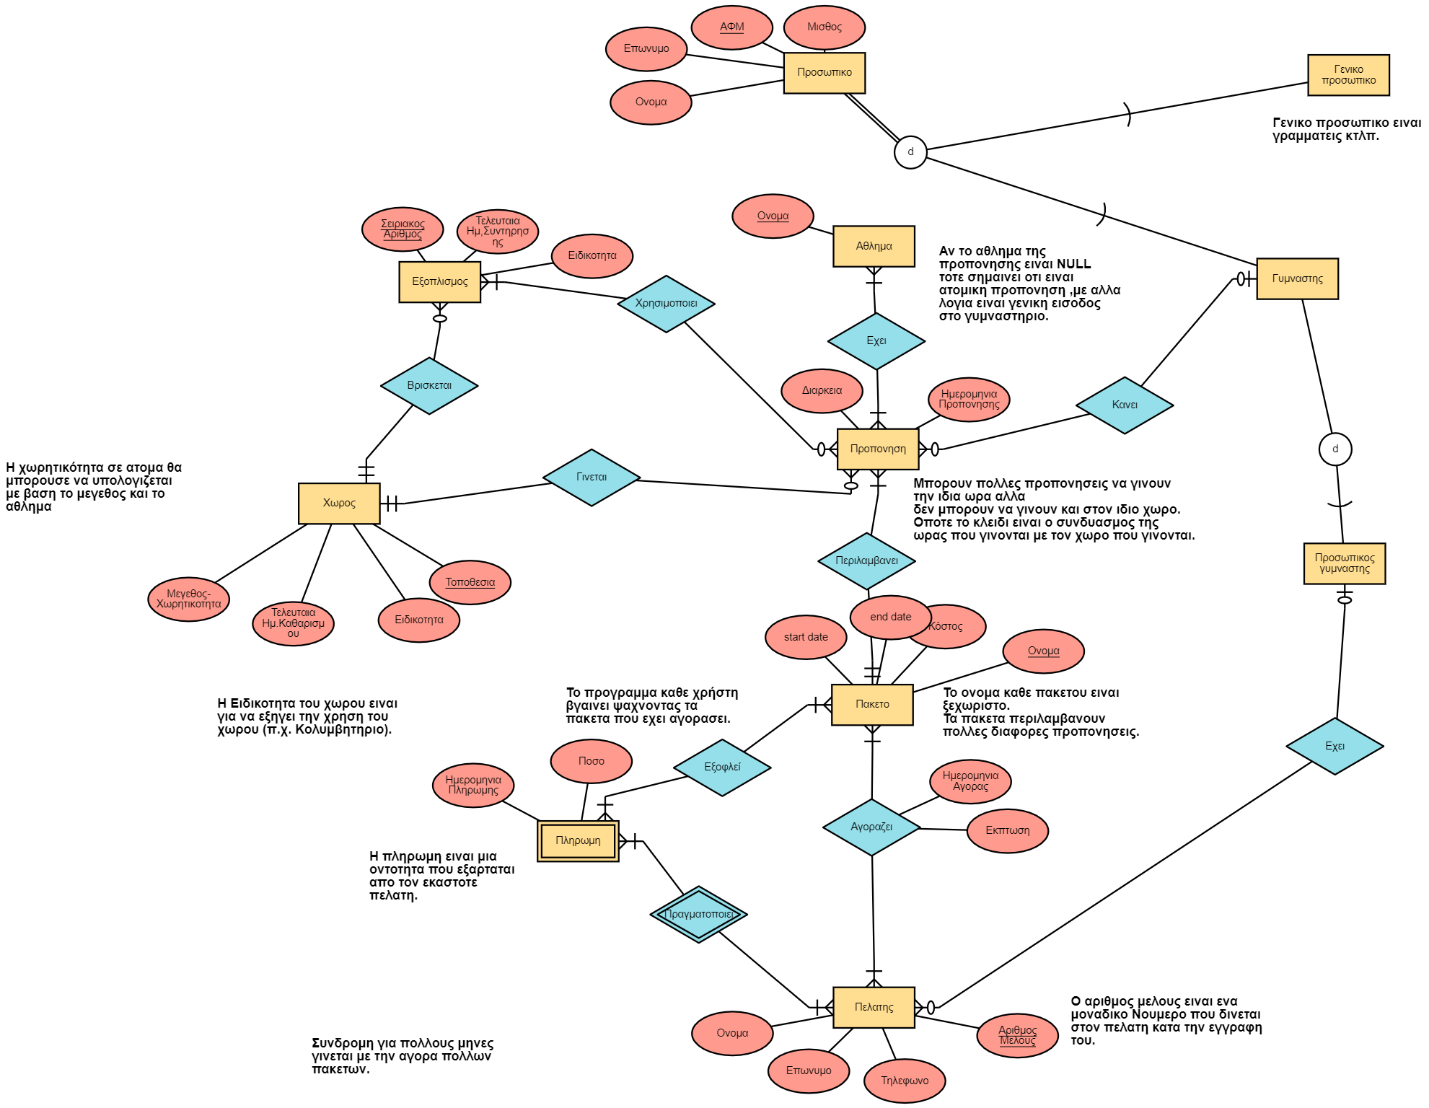 ΑΦΜ
Μισθος
Επωνυμο
Ονομα
Προσωπικο
Γενικο
προσωπικο
Γενικο προσωπικο ειναι
γραμματεις κτλπ.
d
Σειριακος
Αριθμος
Τελευταια
Ημ,Συντηρησ
ης
Ειδικοτητα
Εξοπλισμος
Χρησιμοποιει
Ονομα
Αθλημα
Αν το αθλημα της
προπονησης ειναι NULL
τοτε σημαινει οτι ειναι
ατομικη προπονηση ,με αλλα
λογια ειναι γενικη εισοδος
στο γυμναστηριο.
Γυμναστης
Εχει
Βρισκεται
Διαρκεια
Ημερομηνια
Προπονησης
Κανει
Προπονηση
d
Η χωρητικότητα σε ατομα θα
μπορουσε να υπολογιζεται
με βαση το μεγεθος και το
αθλημα
Γινεται
Χωρος
Μπορουν πολλες προπονησεις να γινουν
την ιδια ωρα αλλα
δεν μπορουν να γινουν και στον ιδιο χωρο.
Οποτε το κλειδι ειναι ο συνδυασμος της
ωρας που γινονται με τον χωρο που γινονται.
Περιλαμβανει
Προσωπικος
γυμναστης
Μεγεθος-
Χωρητικοτητα
Τελευταια
Ημ.Καθαρισμ
ου
Ειδικοτητα
Τοποθεσια
start date
end date
Κόστος
Ονομα
Πακετο
Το ονομα καθε πακετου ειναι
ξεχωριστο.
Τα πακετα περιλαμβανουν
πολλες διαφορες προπονησεις.
Η Ειδικοτητα του χωρου ειναι
για να εξηγει την χρηση του
χωρου (π.χ. Κολυμβητηριο).
Το προγραμμα καθε χρήστη
βγαινει ψαχνοντας τα
πακετα που εχει αγορασει.
Εξοφλεί
Εχει
Ημερομηνια
Πληρωμης
Ποσο
Πληρωμη
Ημερομηνια
Αγορας
Εκπτωση
Αγοραζει
Η πληρωμη ειναι μια
οντοτητα που εξαρταται
απο τον εκαστοτε
πελατη.
Πραγματοποιεί
Πελατης
Ονομα
Επωνυμο
Τηλεφωνο
Αριθμος
Μελους
Ο αριθμος μελους ειναι ενα
μοναδικο Νουμερο που δινεται
στον πελατη κατα την εγγραφη
του.
Συνδρομη για πολλους μηνες
γινεται με την αγορα πολλων
πακετων.